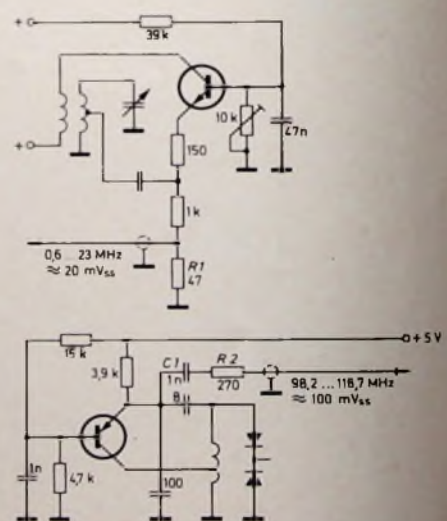 +
39 k
10 k
47n
+
150
1 k
0,6 ... 23 MHz
≈ 20 mVss
R1
47
15 k
+ 5 V
3,9 k
C1
1n
R2
270
98,2 ... 118,7 MHz
≈ 100 mVss
8
1n
4,7 k
100